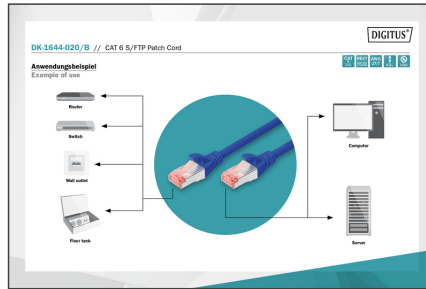 DIGITUS®
DK-1644-020/B // CAT 6 S/FTP Patch Cord
Anwendungsbeispiel
Example of use
Router
Switch
Wall outlet
Floor tank
Computer
Server